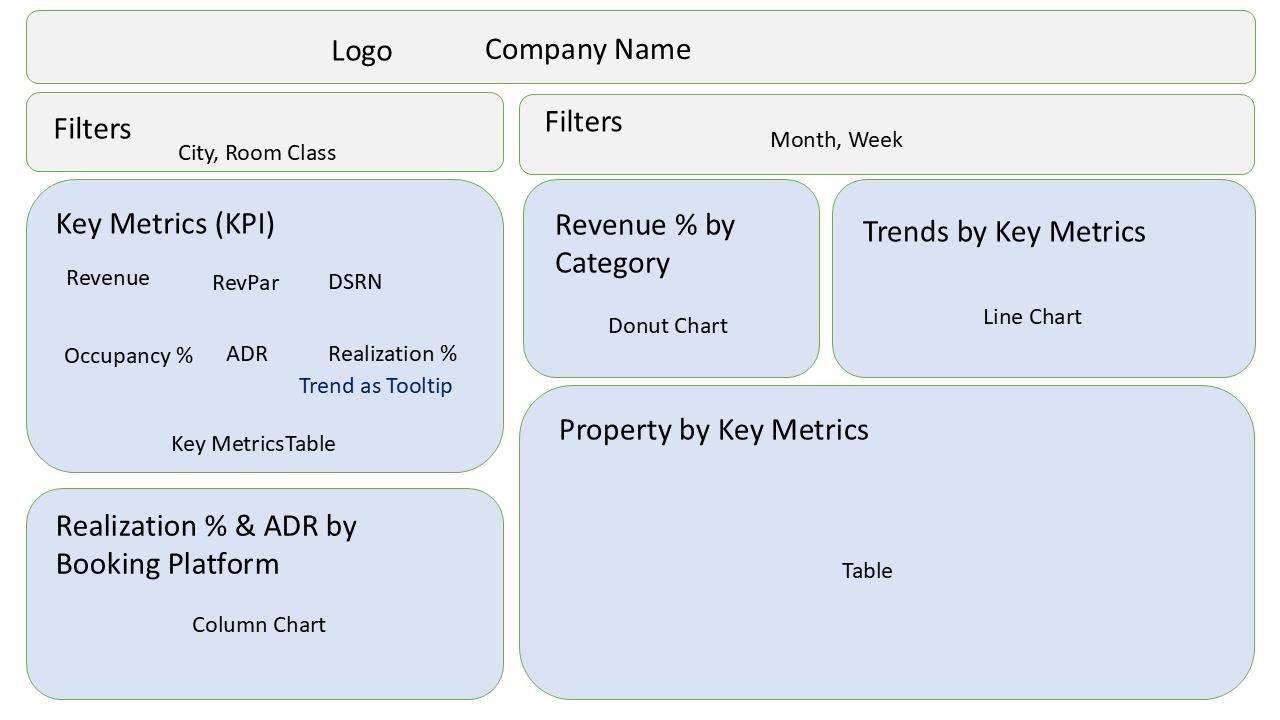 Logo
Company Name
Filters
City, Room Class
Filters
Month, Week
Key Metrics (KPI)
Revenue
RevPar
DSRN
Occupancy %
ADR
Realization %
Trend as Tooltip
Key MetricsTable
Revenue % by
Category
Donut Chart
Trends by Key Metrics
Line Chart
Realization % & ADR by
Booking Platform
Column Chart
Property by Key Metrics
Table